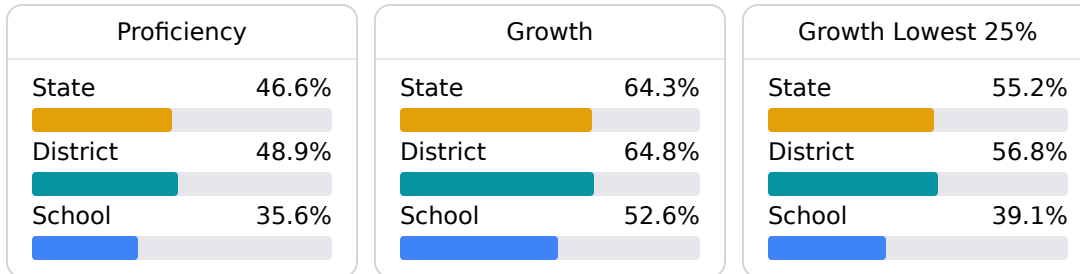 Proficiency
State 46.6%
District 48.9%
School 35.6%
Growth
State 64.3%
District 64.8%
School 52.6%
Growth Lowest 25%
State 55.2%
District 56.8%
School 39.1%